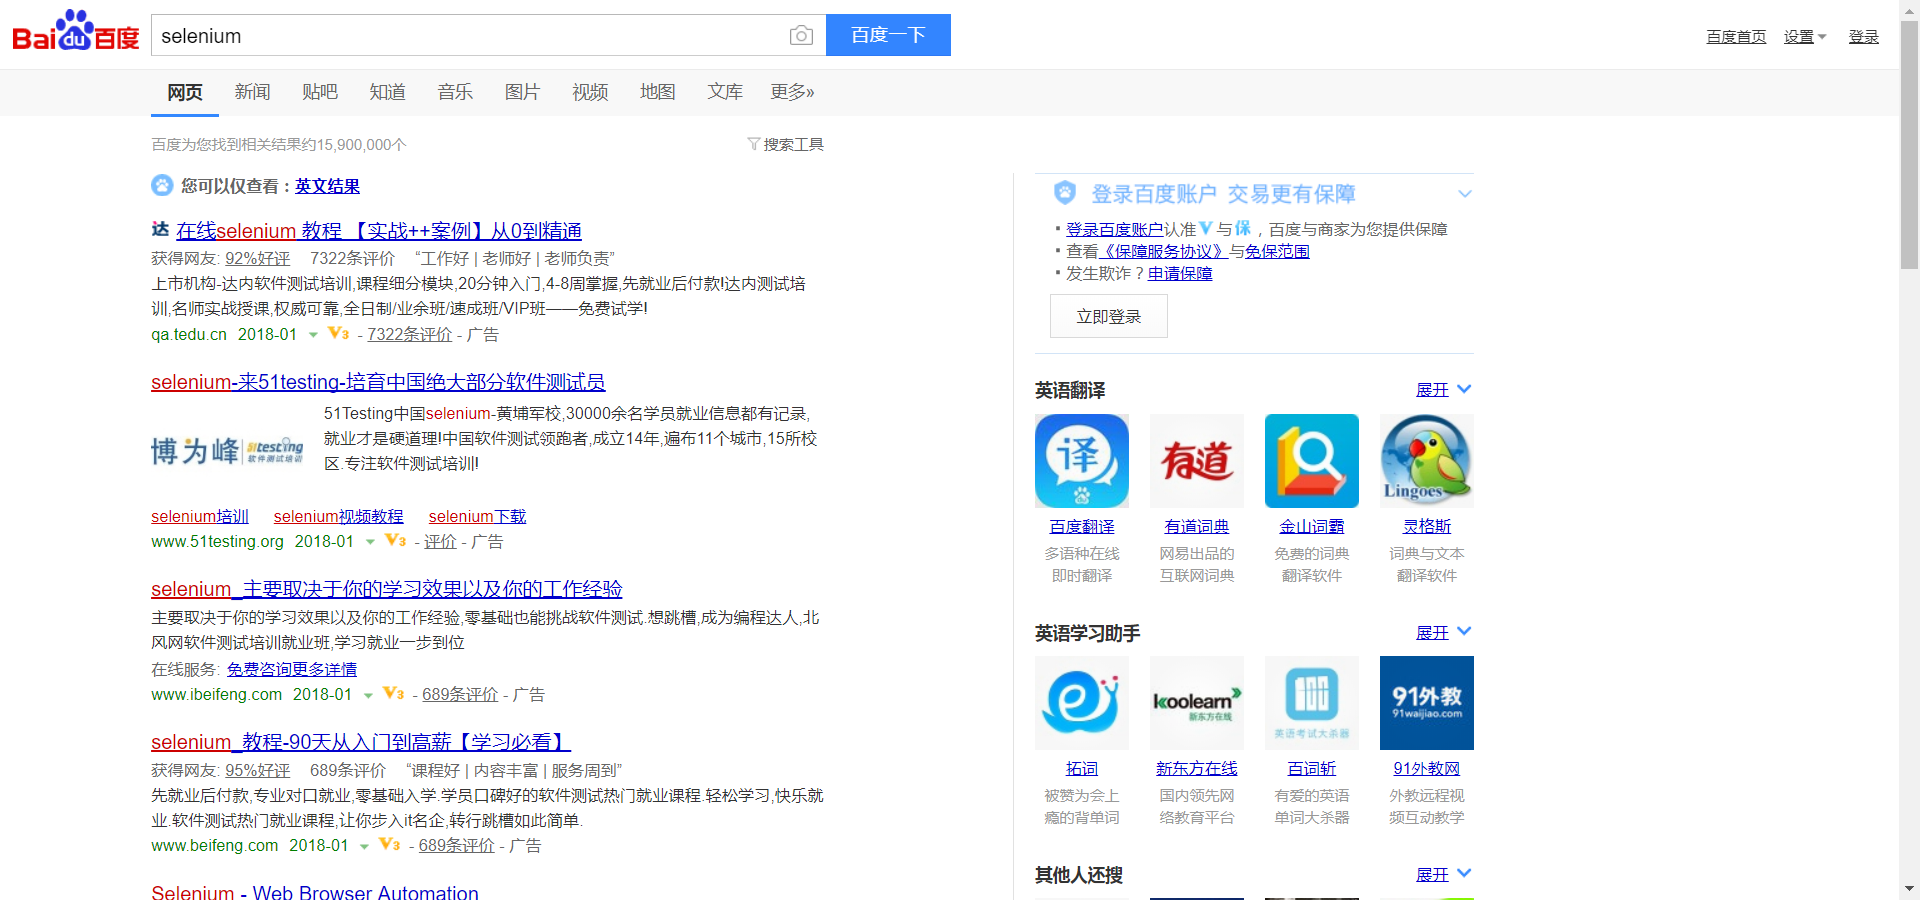 Bai du 百度
selenium
百度一下
百度首页 设置 登录
网页 新闻 贴吧 知道 音乐 图片 视频 地图 文库 更多»
百度为您找到相关结果约15,900,000个
搜索工具
您可以仅查看：英文结果
达 在线selenium 教程 【实战++案例】从0到精通
获得网友: 92%好评 7322条评价 “工作好 | 老师好 | 老师负责”
上市机构-达内软件测试培训,课程细分模块,20分钟入门,4-8周掌握,先就业后付款!达内测试培
训,名师实战授课,权威可靠,全日制/业余班/速成班/VIP班——免费试学!
qa.tedu.cn 2018-01 V3 - 7322条评价 - 广告
selenium-来51testing-培育中国绝大部分软件测试员
博为峰 51testing 软件测试培训
51Testing中国selenium-黄埔军校,30000余名学员就业信息都有记录,
就业才是硬道理!中国软件测试领跑者,成立14年,遍布11个城市,15所校
区.专注软件测试培训!
selenium培训 selenium视频教程 selenium下载
www.51testing.org 2018-01 V3 - 评价 - 广告
selenium_主要取决于你的学习效果以及你的工作经验
主要取决于你的学习效果以及你的工作经验,零基础也能挑战软件测试.想跳槽,成为编程达人,北
风网软件测试培训就业班,学习就业一步到位
在线服务: 免费咨询更多详情
www.ibeifeng.com 2018-01 V3 - 689条评价 - 广告
selenium_教程-90天从入门到高薪【学习必看】
获得网友: 95%好评 689条评价 “课程好 | 内容丰富 | 服务周到”
先就业后付款,专业对口就业,零基础入学.学员口碑好的软件测试热门就业课程.轻松学习,快乐就
业.软件测试热门就业课程,让你步入it名企,转行跳槽如此简单.
www.beifeng.com 2018-01 V3 - 689条评价 - 广告
Selenium - Web Browser Automation
登录百度账户 交易更有保障
·登录百度账户认准V与保，百度与商家为您提供保障
·查看《保障服务协议》与免保范围
·发生欺诈？申请保障
立即登录
英语翻译 展开
译 有道 Lingoes
百度翻译 有道词典 金山词霸 灵格斯
多语种在线 网易出品的 免费的词典 词典与文本
即时翻译 互联网词典 翻译软件 翻译软件
英语学习助手 展开
koolearn 新东方在线
英语考试大杀器
91外教
91waijiao.com
拓词 新东方在线 百词斩 91外教网
被赞为会上 国内领先网 有爱的英语 外教远程视
瘾的背单词 络教育平台 单词大杀器 频互动教学
其他人还搜 展开